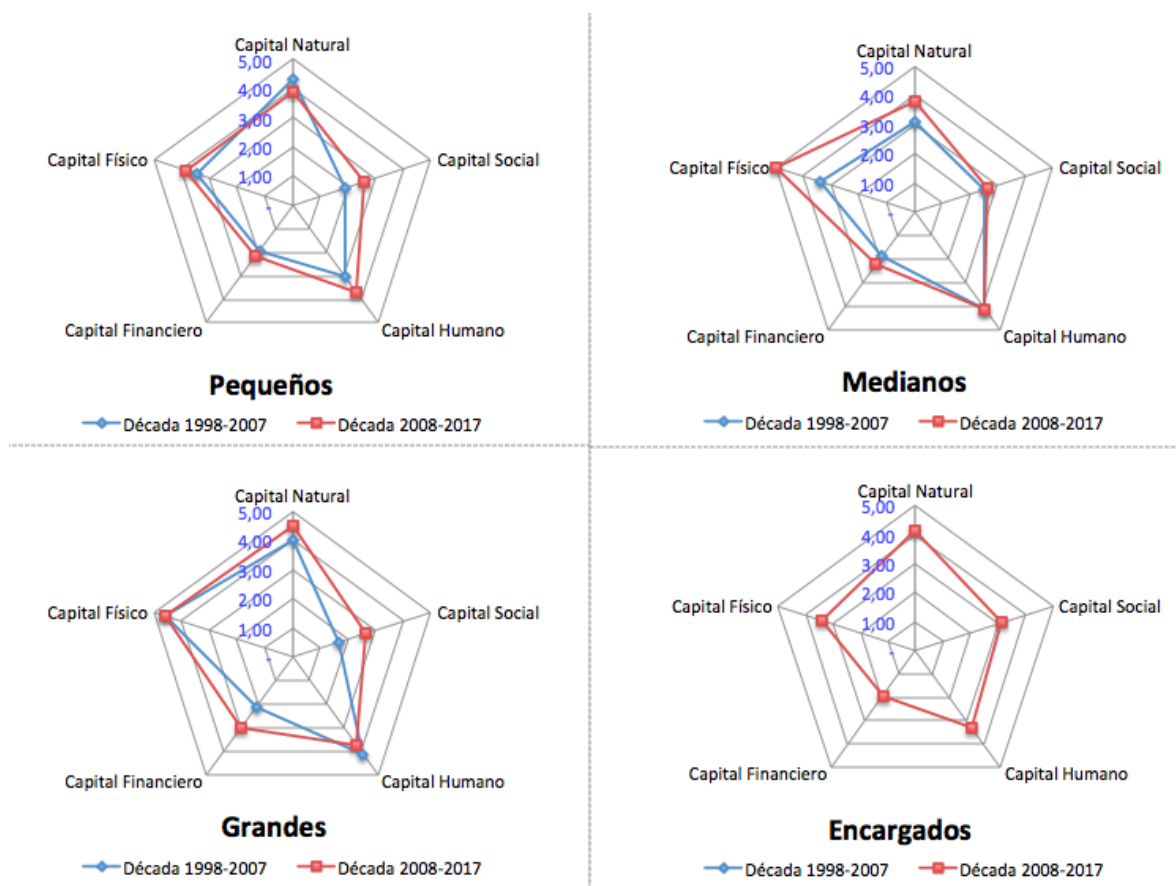 Capital Natural
5,00
4,00
3,00
2,00
1,00
-
Capital Social
Capital Humano
Capital Financiero
Capital Físico
Pequeños
Década 1998-2007 Década 2008-2017
Capital Natural
5,00
4,00
3,00
2,00
1,00
-
Capital Social
Capital Humano
Capital Financiero
Capital Físico
Medianos
Década 1998-2007 Década 2008-2017
Capital Natural
5,00
4,00
3,00
2,00
1,00
-
Capital Social
Capital Humano
Capital Financiero
Capital Físico
Grandes
Década 1998-2007 Década 2008-2017
Capital Natural
5,00
4,00
3,00
2,00
1,00
-
Capital Social
Capital Humano
Capital Financiero
Capital Físico
Encargados
Década 1998-2007 Década 2008-2017